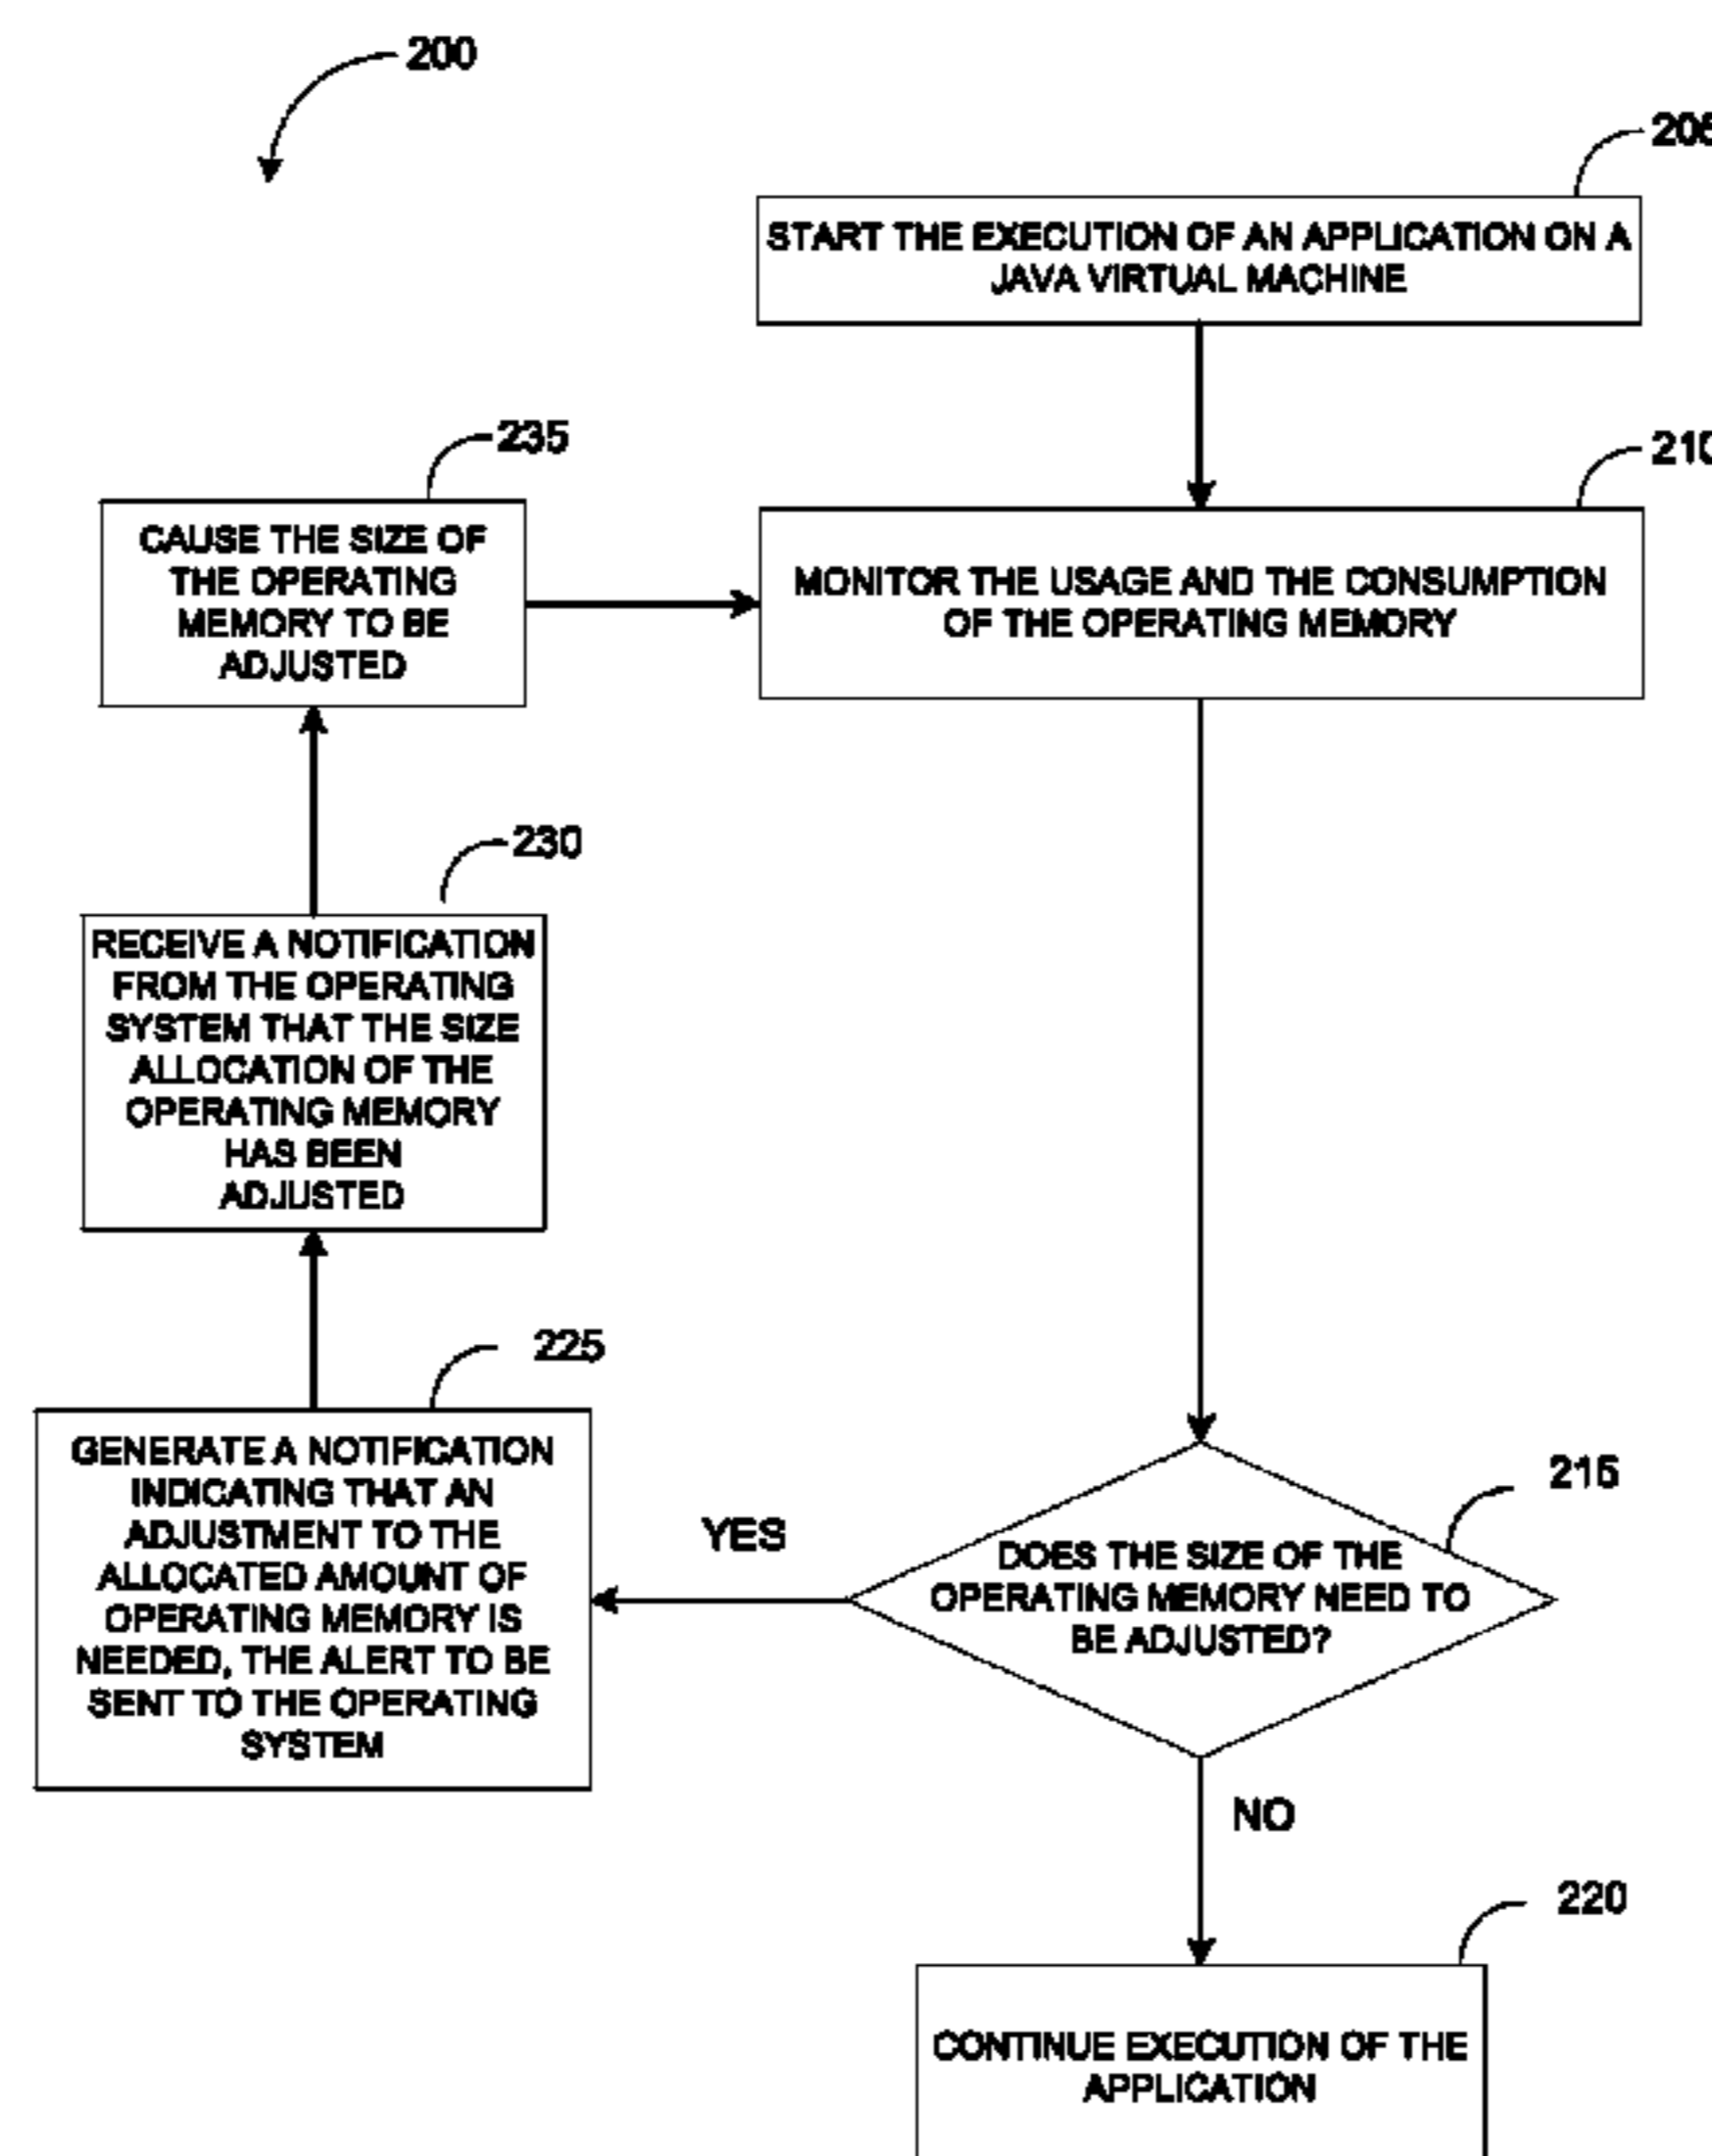 200
205
START THE EXECUTION OF AN APPLICATION ON A
JAVA VIRTUAL MACHINE
235
210
CAUSE THE SIZE OF
THE OPERATING
MEMORY TO BE
ADJUSTED
MONITOR THE USAGE AND THE CONSUMPTION
OF THE OPERATING MEMORY
230
RECEIVE A NOTIFICATION
FROM THE OPERATING
SYSTEM THAT THE SIZE
ALLOCATION OF THE
OPERATING MEMORY
HAS BEEN
ADJUSTED
225
GENERATE A NOTIFICATION
INDICATING THAT AN
ADJUSTMENT TO THE
ALLOCATED AMOUNT OF
OPERATING MEMORY IS
NEEDED, THE ALERT TO BE
SENT TO THE OPERATING
SYSTEM
YES
215
DOES THE SIZE OF THE
OPERATING MEMORY NEED TO
BE ADJUSTED?
NO
220
CONTINUE EXECUTION OF THE
APPLICATION